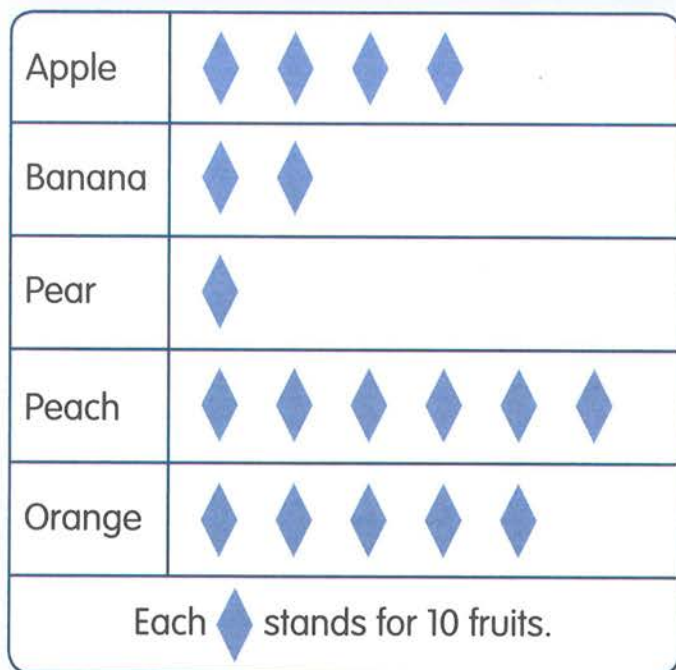 Apple
Banana
Pear
Peach
Orange
Each stands for 10 fruits.